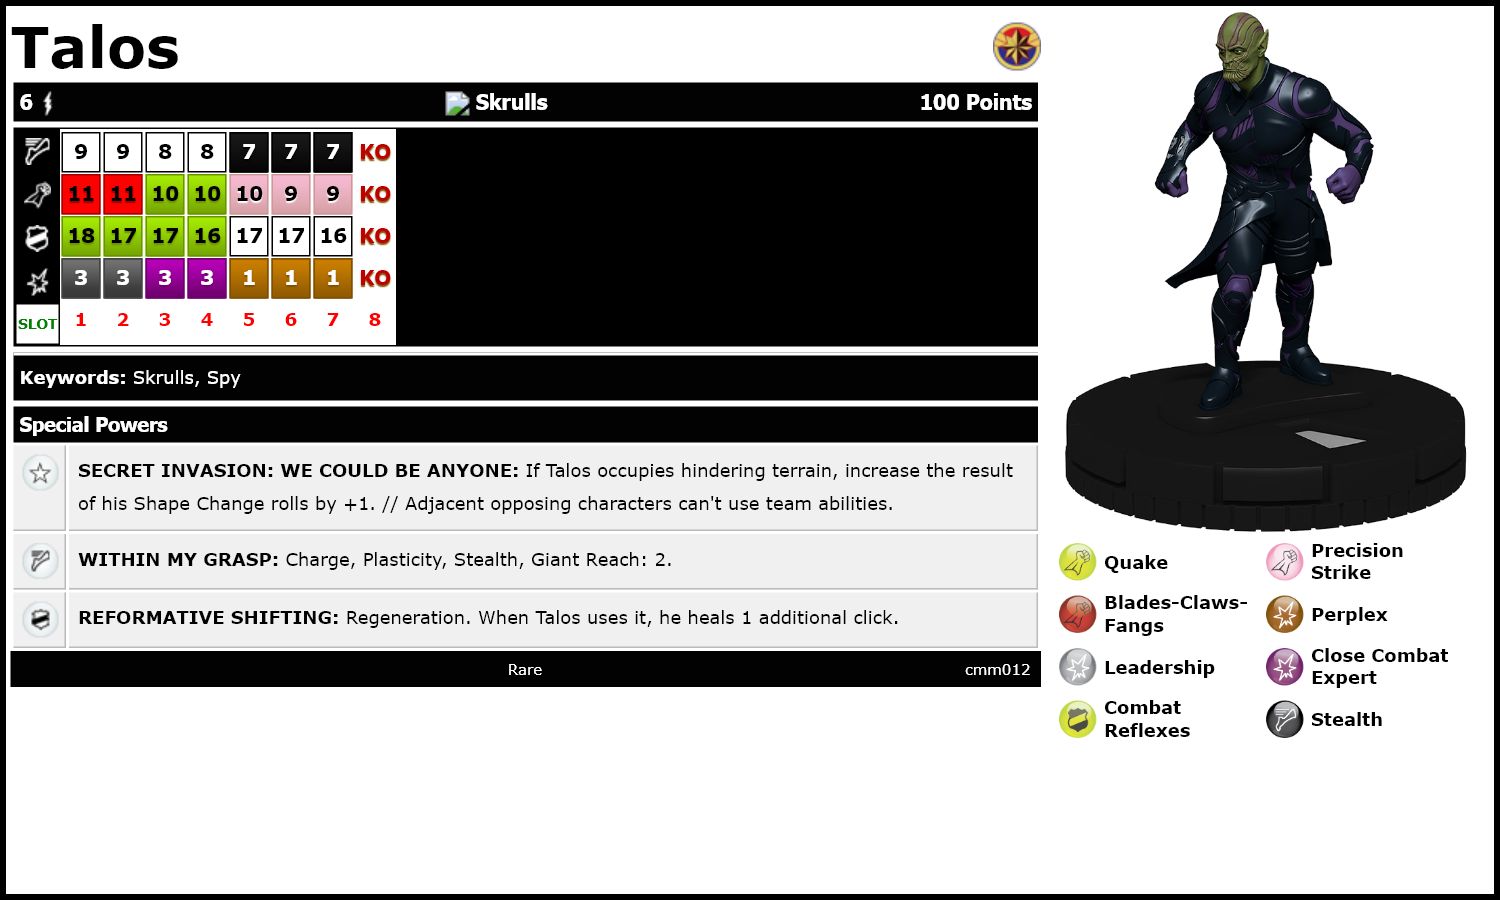 Talos
6 Skrulls 100 Points
9 9 8 8 7 7 7 KO
11 11 10 10 10 9 9 KO
18 17 17 16 17 17 16 KO
3 3 3 3 1 1 1 KO
SLOT 1 2 3 4 5 6 7 8
Keywords: Skrulls, Spy
Special Powers
SECRET INVASION: WE COULD BE ANYONE: If Talos occupies hindering terrain, increase the result
of his Shape Change rolls by +1. // Adjacent opposing characters can't use team abilities.
WITHIN MY GRASP: Charge, Plasticity, Stealth, Giant Reach: 2.
REFORMATIVE SHIFTING: Regeneration. When Talos uses it, he heals 1 additional click.
Rare cmm012
Quake
Precision
Strike
Blades-Claws-
Fangs
Perplex
Leadership
Close Combat
Expert
Combat
Reflexes
Stealth